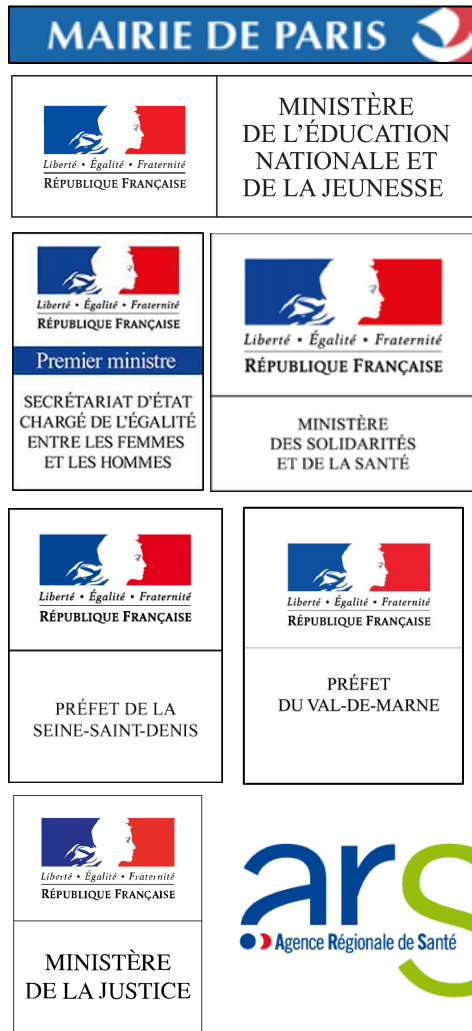 MAIRIE DE PARIS
Liberté • Égalité • Fraternité
RÉPUBLIQUE FRANÇAISE
MINISTÈRE
DE L'ÉDUCATION
NATIONALE ET
DE LA JEUNESSE
Liberté • Égalité • Fraternité
RÉPUBLIQUE FRANÇAISE
Premier ministre
SECRÉTARIAT D'ÉTAT
CHARGÉ DE L'ÉGALITÉ
ENTRE LES FEMMES
ET LES HOMMES
Liberté • Égalité • Fraternité
RÉPUBLIQUE FRANÇAISE
MINISTÈRE
DES SOLIDARITÉS
ET DE LA SANTÉ
Liberté • Égalité • Fraternité
RÉPUBLIQUE FRANÇAISE
PRÉFET DE LA
SEINE-SAINT-DENIS
Liberté • Égalité • Fraternité
RÉPUBLIQUE FRANÇAISE
PRÉFET
DU VAL-DE-MARNE
Liberté • Égalité • Fraternité
RÉPUBLIQUE FRANÇAISE
MINISTÈRE
DE LA JUSTICE
ars
Agence Régionale de Santé